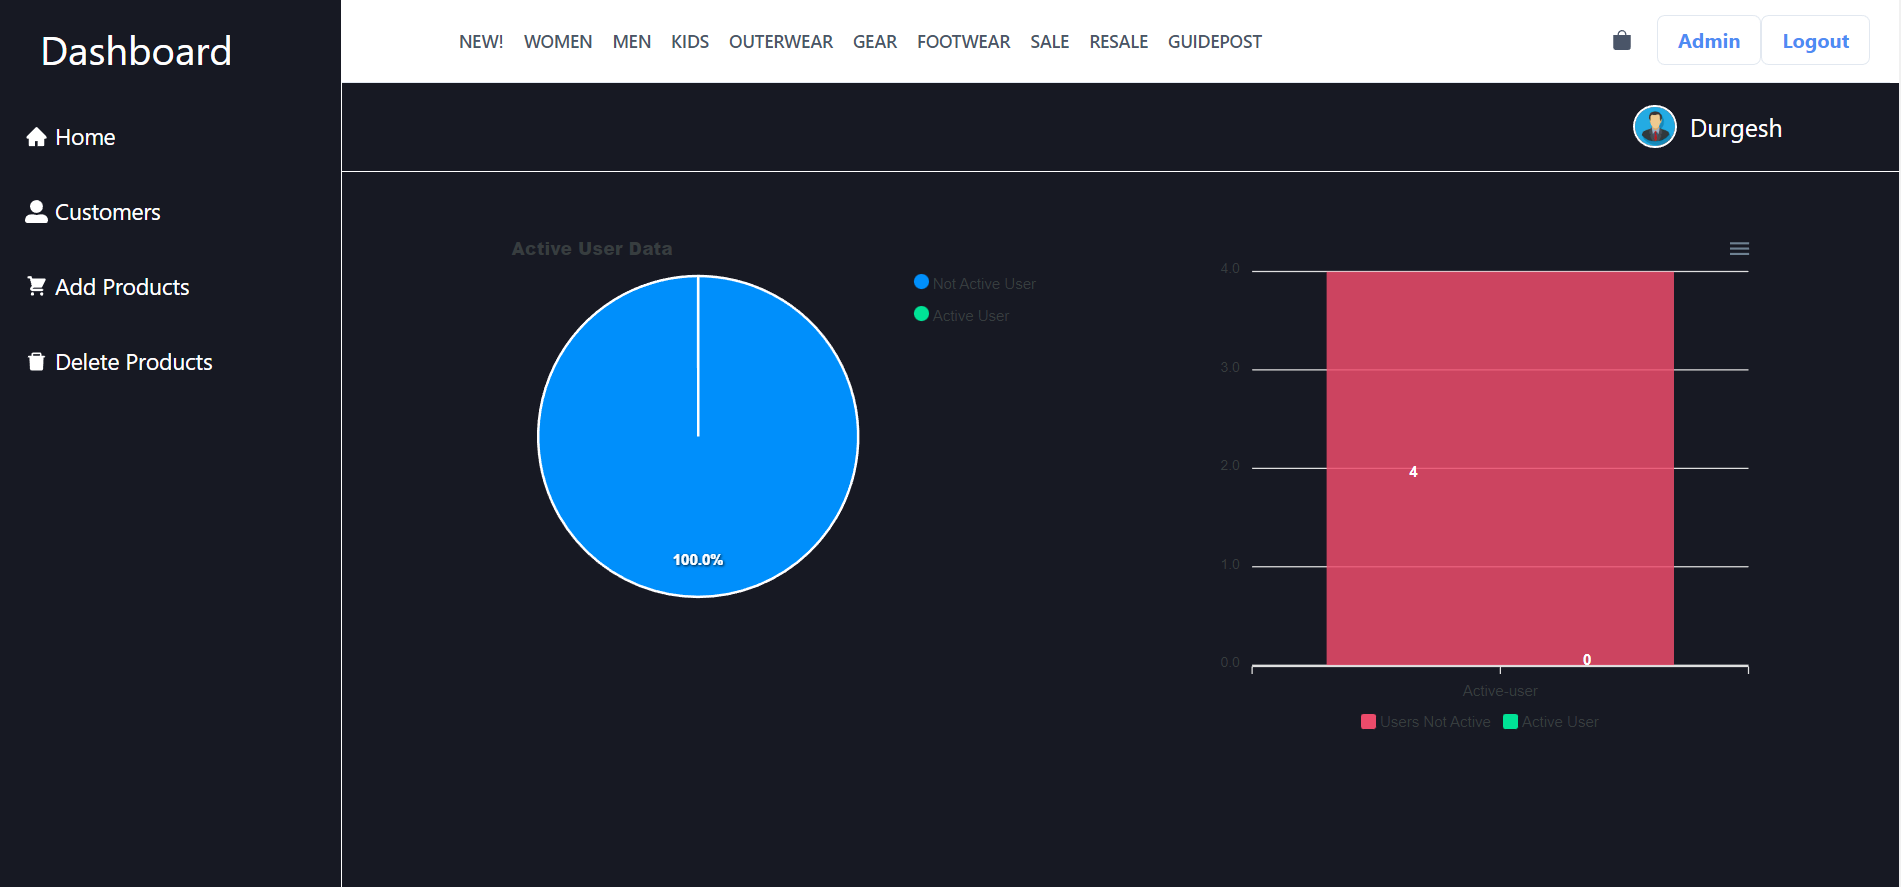 Dashboard
NEW! WOMEN MEN KIDS OUTERWEAR GEAR FOOTWEAR SALE RESALE GUIDEPOST
Admin Logout
Durgesh
Home
Customers
Add Products
Delete Products
Active User Data
Not Active User
Active User
100.0%
4.0
3.0
2.0
1.0
0.0
4
0
Active-user
Users Not Active Active User